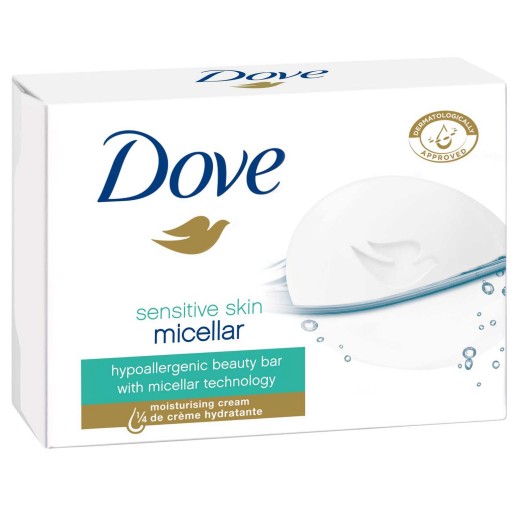 Dove
Dove
DERMATOLOGICALLY
APPROVED
sensitive skin
micellar
hypoallergenic beauty bar
with micellar technology
¼ moisturising cream
de crème hydratante